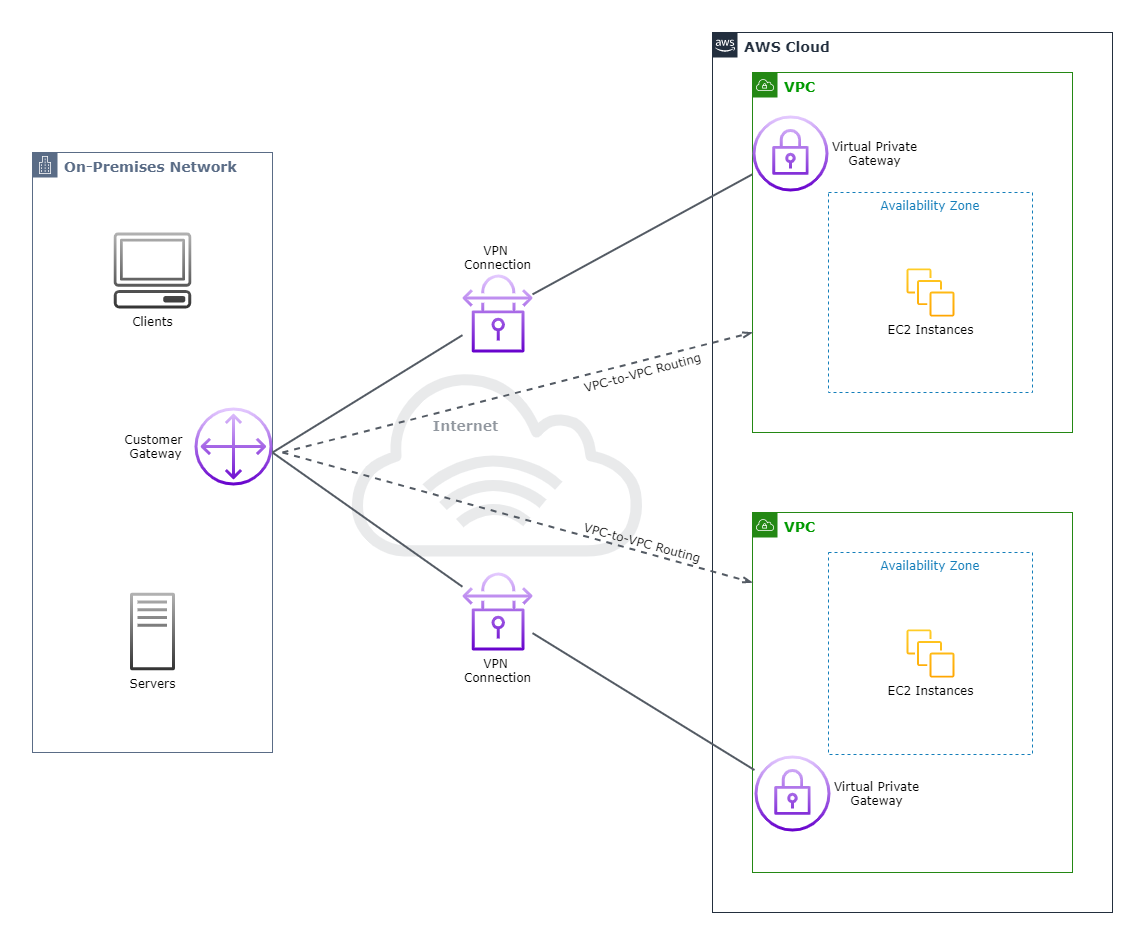 aws
AWS Cloud
VPC
Virtual Private
Gateway
Availability Zone
EC2 Instances
On-Premises Network
Clients
Customer
Gateway
Servers
VPN
Connection
VPC-to-VPC Routing
Internet
VPC-to-VPC Routing
VPN
Connection
VPC
Availability Zone
EC2 Instances
Virtual Private
Gateway